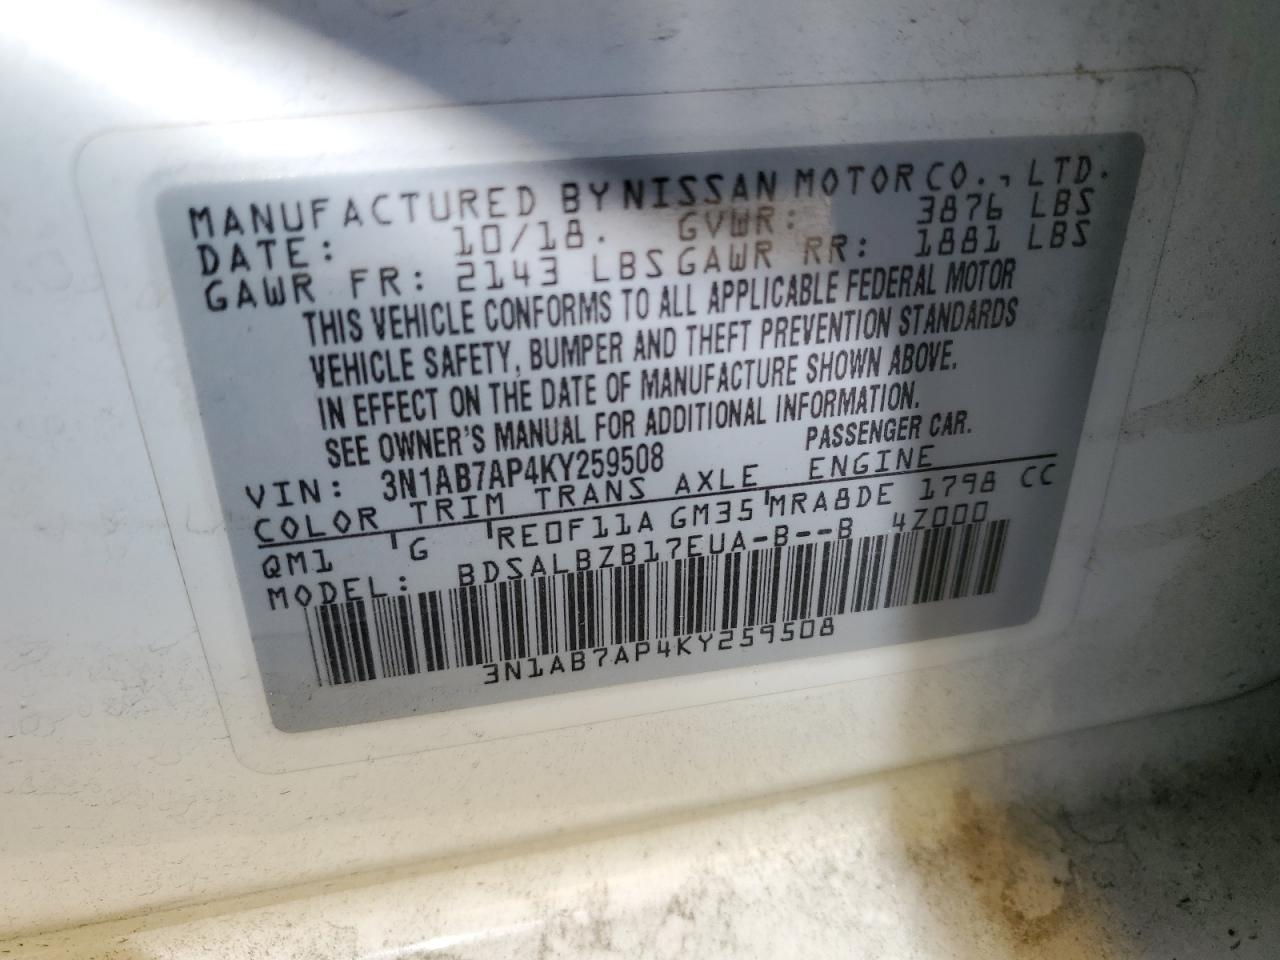 MANUFACTURED BY NISSAN MOTOR CO., LTD.
DATE: 10/18. GVWR: 3876 LBS
GAWR FR: 2143 LBS GAWR RR: 1881 LBS
THIS VEHICLE CONFORMS TO ALL APPLICABLE FEDERAL MOTOR
VEHICLE SAFETY, BUMPER AND THEFT PREVENTION STANDARDS
IN EFFECT ON THE DATE OF MANUFACTURE SHOWN ABOVE.
SEE OWNER'S MANUAL FOR ADDITIONAL INFORMATION.
VIN: 3N1AB7AP4KY259508 PASSENGER CAR.
COLOR TRIM TRANS AXLE ENGINE
QM1 G RE0F11A GM35 MRA8DE 1798 CC
MODEL: BDSALBZB17EUA-B--B 4Z000
3N1AB7AP4KY259508